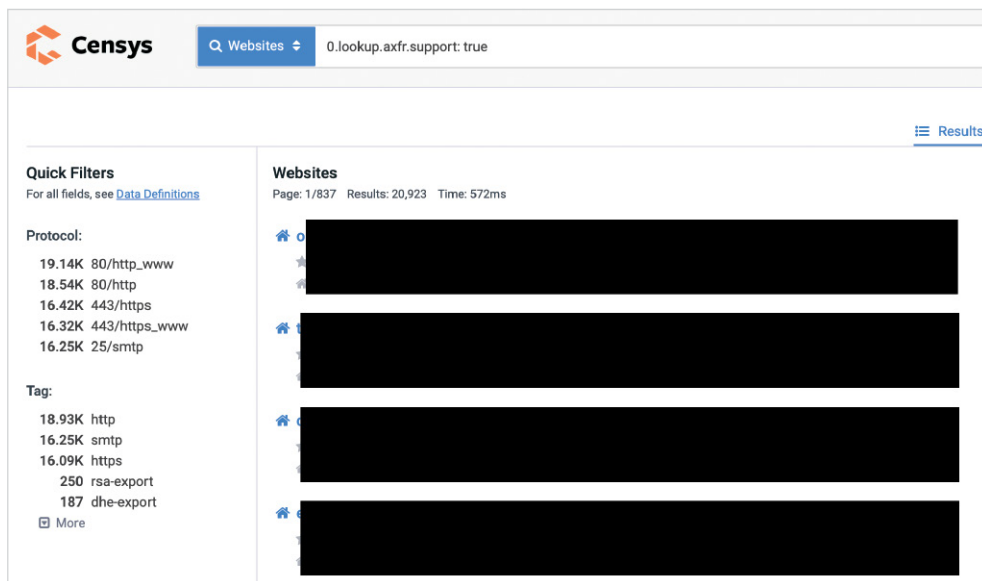 Censys
Websites
0.lookup.axfr.support: true
Results
Quick Filters
For all fields, see Data Definitions
Protocol:
19.14K 80/http_www
18.54K 80/http
16.42K 443/https
16.32K 443/https_www
16.25K 25/smtp
Tag:
18.93K http
16.25K smtp
16.09K https
250 rsa-export
187 dhe-export
More
Websites
Page: 1/837 Results: 20,923 Time: 572ms
o
t